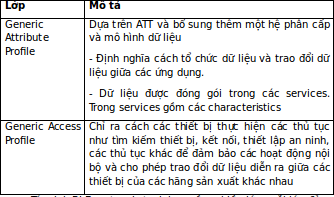 Lớp
Mô tả
Generic
Attribute
Profile
Dựa trên ATT và bổ sung thêm một hệ phân cấp
và mô hình dữ liệu
- Định nghĩa cách tổ chức dữ liệu và trao đổi dữ
liệu giữa các ứng dụng.
- Dữ liệu được đóng gói trong các services.
Trong services gồm các characteristics
Generic Access
Profile
Chỉ ra cách các thiết bị thực hiện các thủ tục
như tìm kiếm thiết bị, kết nối, thiết lập an ninh,
các thủ tục khác để đảm bảo các hoạt động nội
bộ và cho phép trao đổi dữ liệu diễn ra giữa các
thiết bị của các hãng sản xuất khác nhau